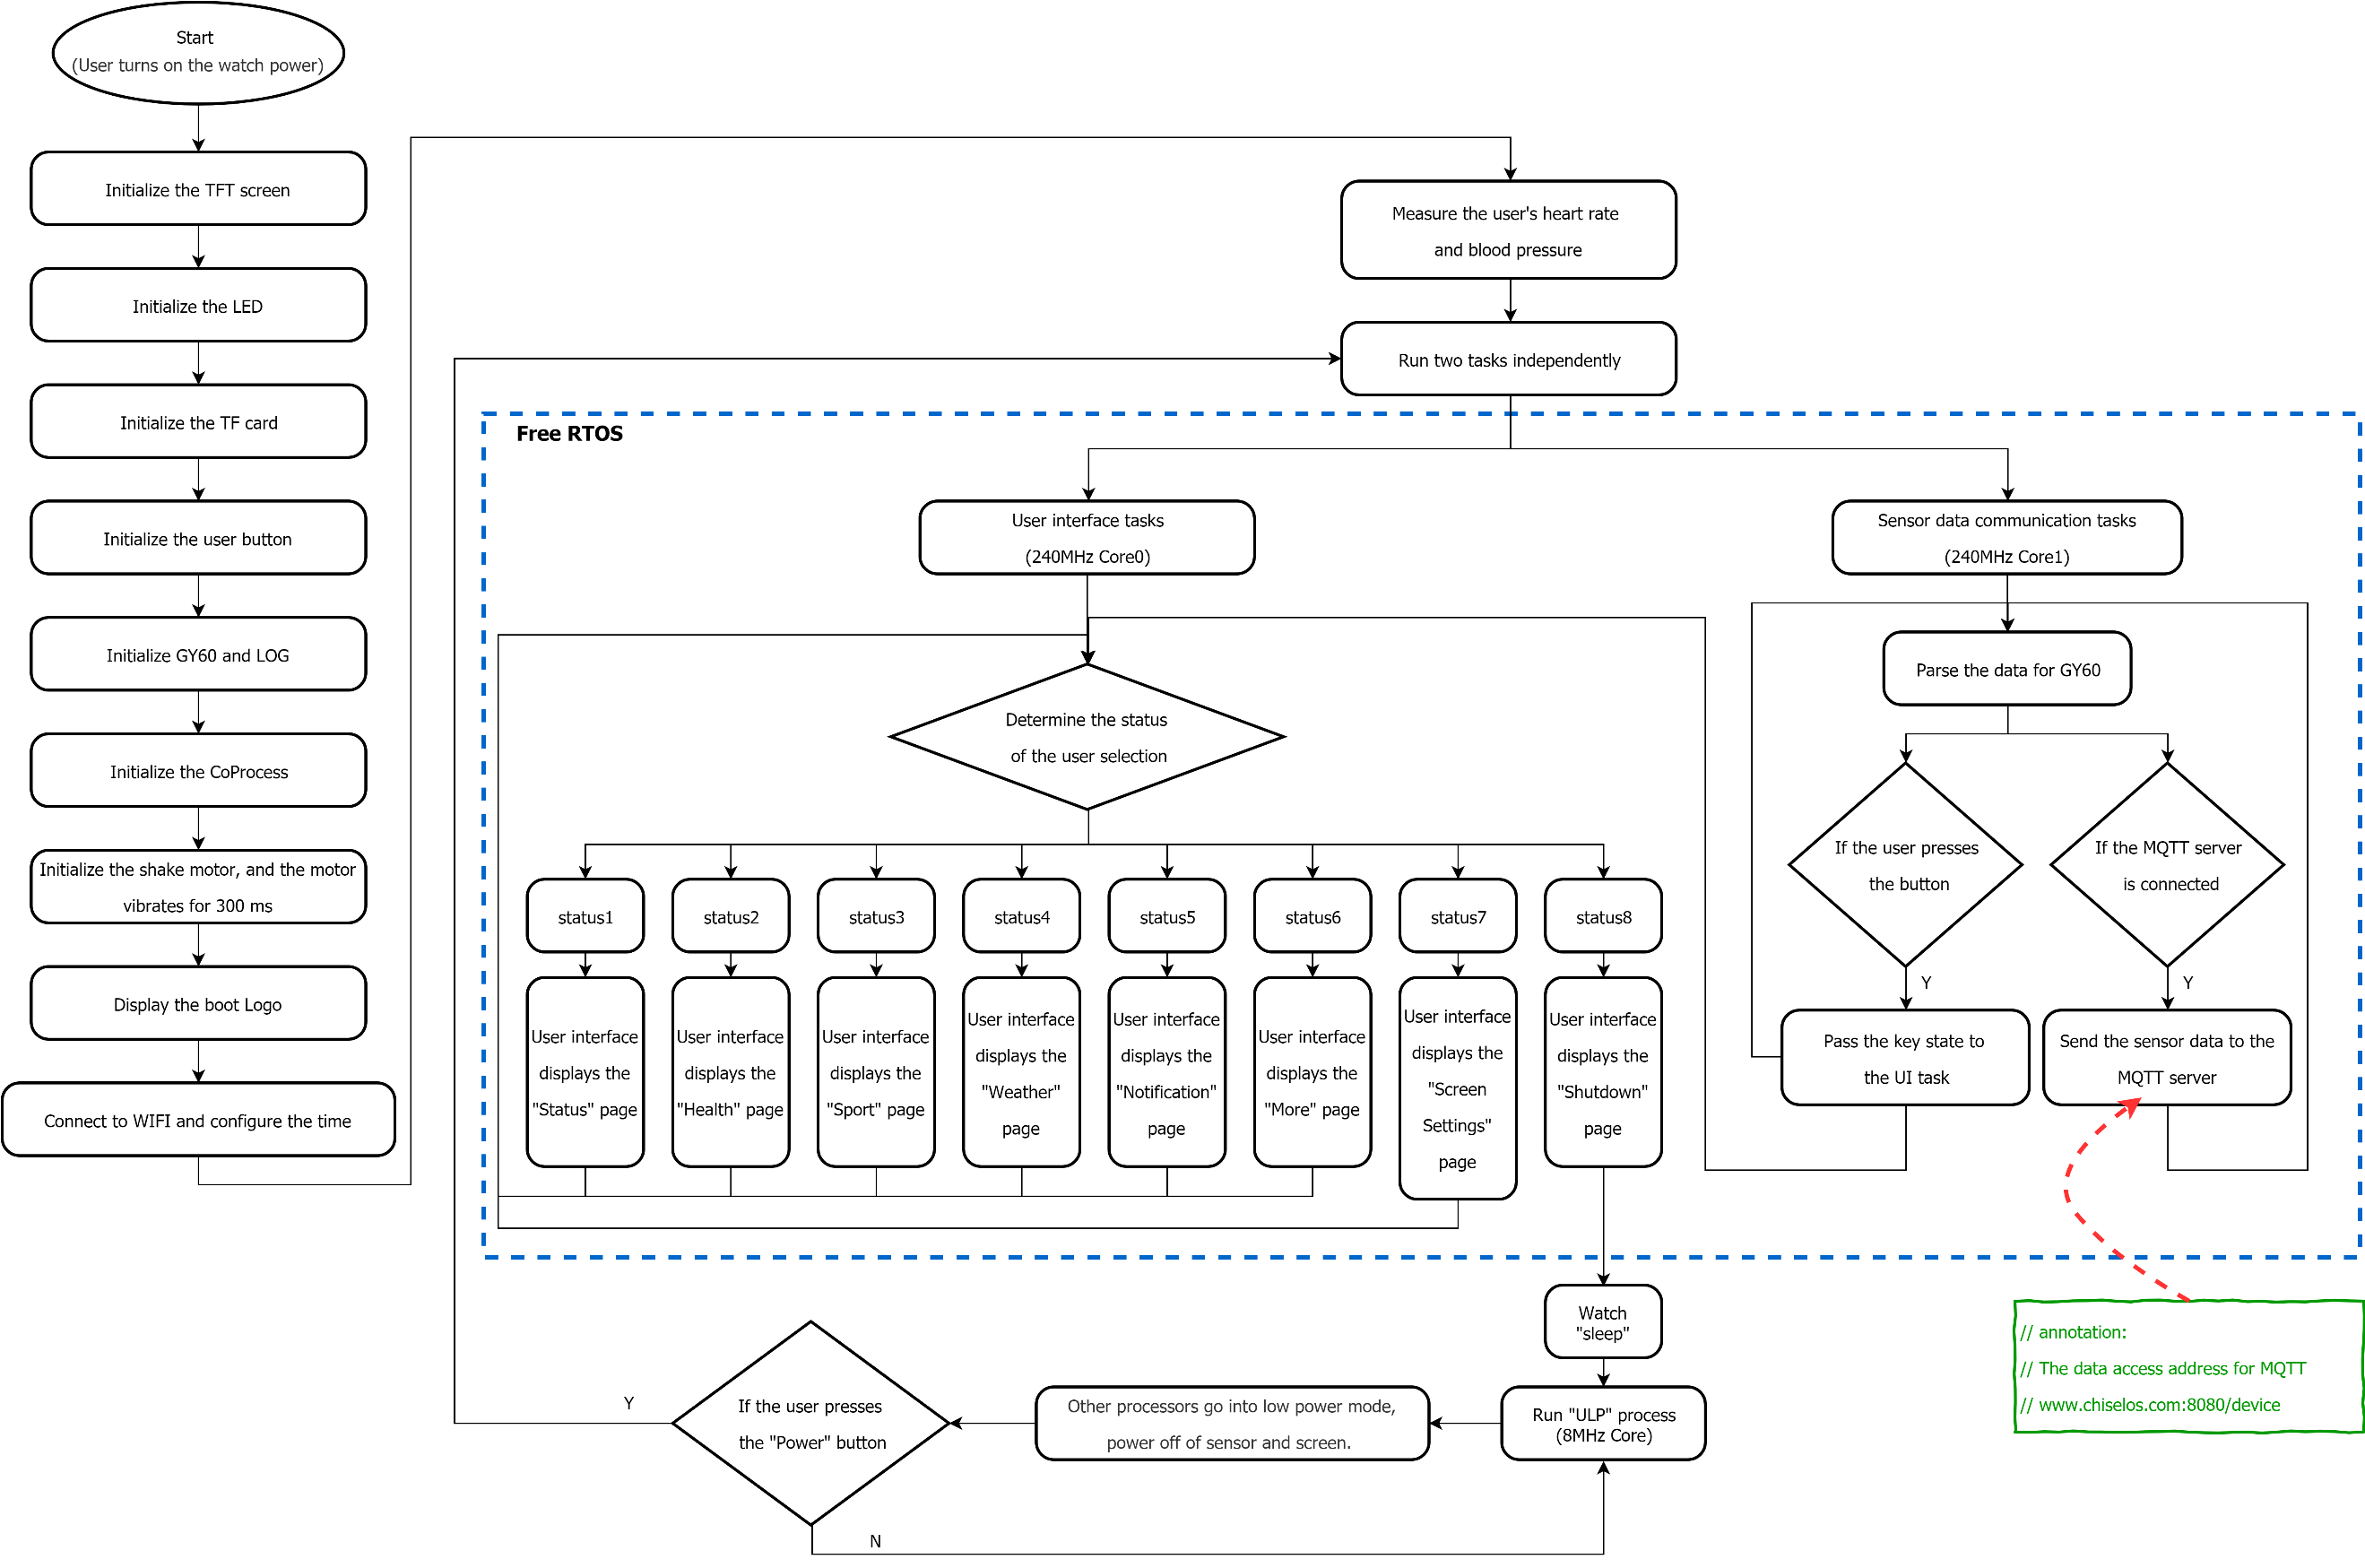 Start
(User turns on the watch power)
Initialize the TFT screen
Initialize the LED
Initialize the TF card
Initialize the user button
Initialize GY60 and LOG
Initialize the CoProcess
Initialize the shake motor, and the motor
vibrates for 300 ms
Display the boot Logo
Connect to WIFI and configure the time
Measure the user's heart rate
and blood pressure
Run two tasks independently
Free RTOS
User interface tasks
(240MHz Core0)
Sensor data communication tasks
(240MHz Core1)
Determine the status
of the user selection
status1
status2
status3
status4
status5
status6
status7
status8
User interface
displays the
"Status" page
User interface
displays the
"Health" page
User interface
displays the
"Sport" page
User interface
displays the
"Weather"
page
User interface
displays the
"Notification"
page
User interface
displays the
"More" page
User interface
displays the
"Screen
Settings"
page
User interface
displays the
"Shutdown"
page
Parse the data for GY60
If the user presses
the button
If the MQTT server
is connected
Y
Y
Pass the key state to
the UI task
Send the sensor data to the
MQTT server
Watch
"sleep"
Run "ULP" process
(8MHz Core)
Other processors go into low power mode,
power off of sensor and screen.
If the user presses
the "Power" button
Y
N
// annotation:
// The data access address for MQTT
// www.chiselos.com:8080/device